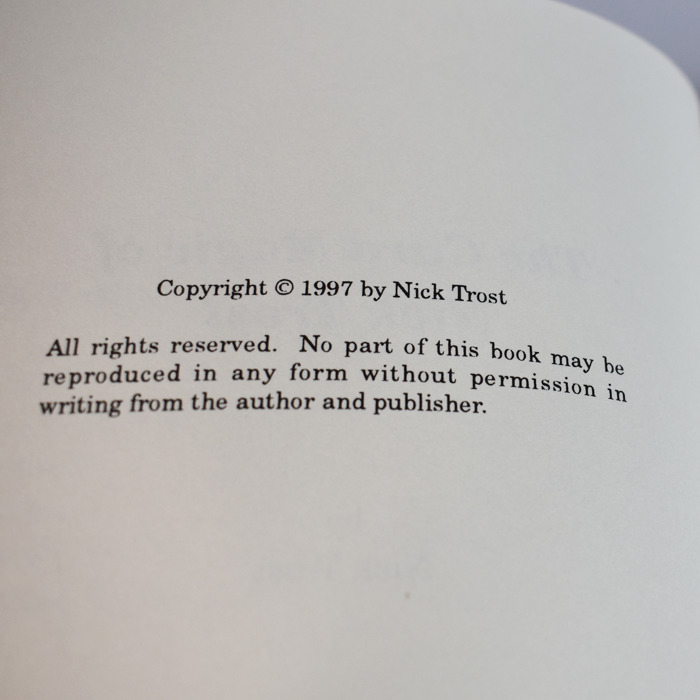 Copyright © 1997 by Nick Trost
All rights reserved. No part of this book may be
reproduced in any form without permission in
writing from the author and publisher.